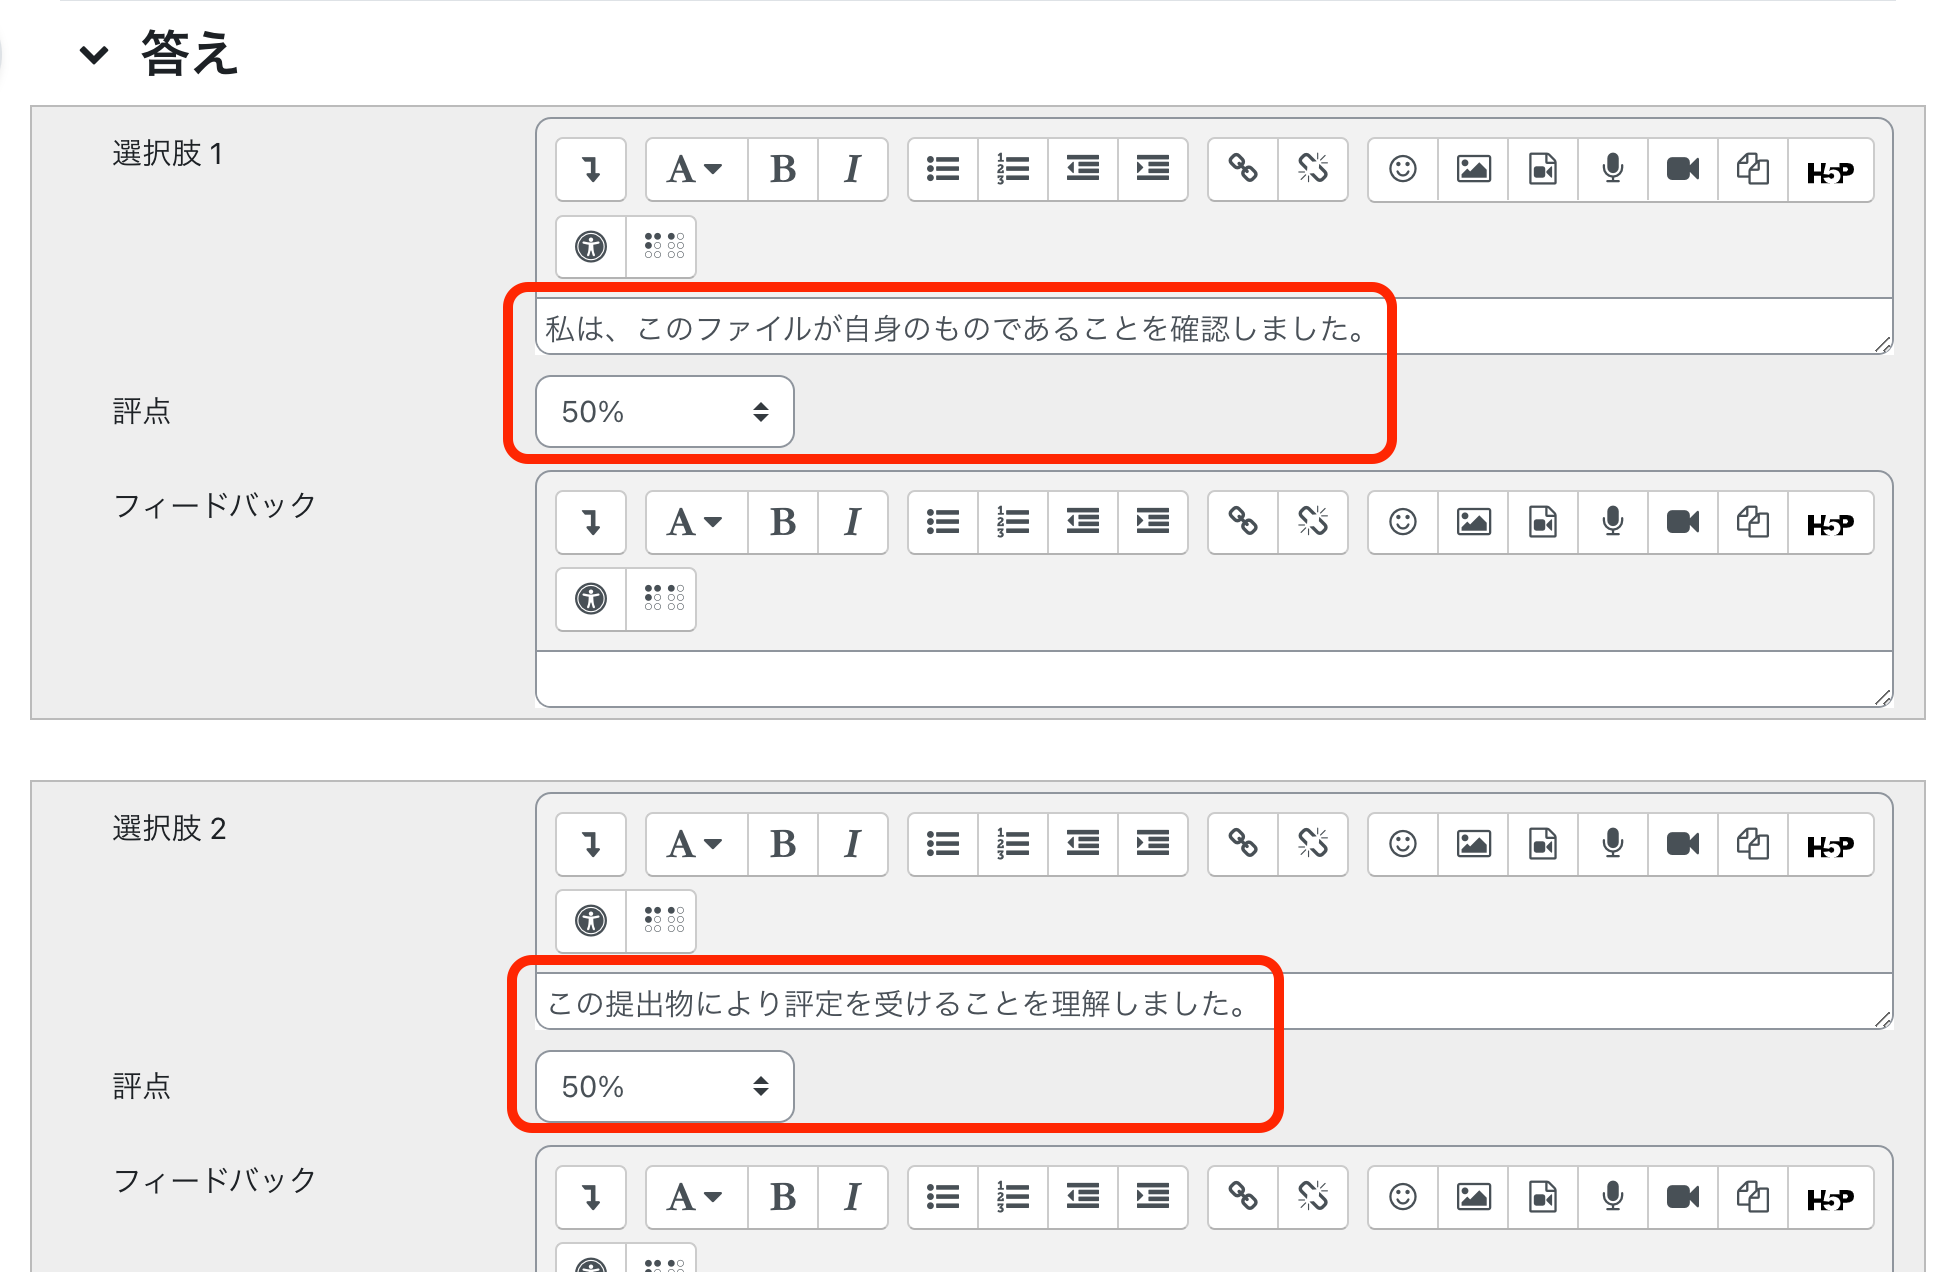 答え
選択肢 1
A B I H5P
私は、このファイルが自身のものであることを確認しました。
評点
50%
フィードバック
A B I H5P
選択肢 2
A B I H5P
この提出物により評定を受けることを理解しました。
評点
50%
フィードバック
A B I H5P